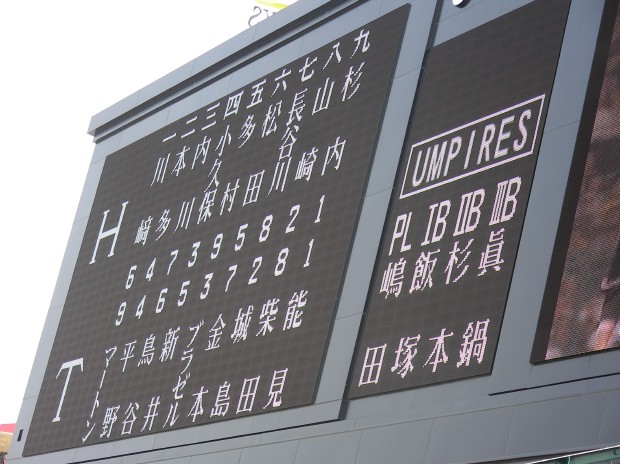 一二三四五六七八九
H
川﨑
本多
内川
小久保
多村
松田
長谷川
山崎
杉内
6 4 7 3 9 5 8 2 1
9 4 6 5 3 7 2 8 1
T
マートン
平野
鳥谷
新井
ブラゼル
金本
城島
柴田
能見
UMPIRES
PL IB ⅡB ⅢB
嶋田
飯塚
杉本
眞鍋